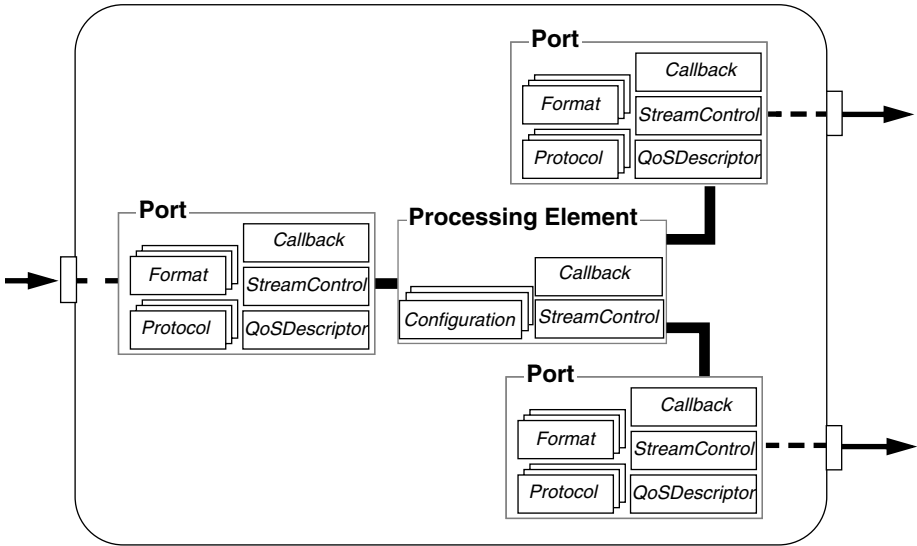 Port
Callback
Format
StreamControl
Protocol
QoSDescriptor
Port
Callback
Format
StreamControl
Protocol
QoSDescriptor
Processing Element
Callback
Configuration
StreamControl
Port
Callback
Format
StreamControl
Protocol
QoSDescriptor